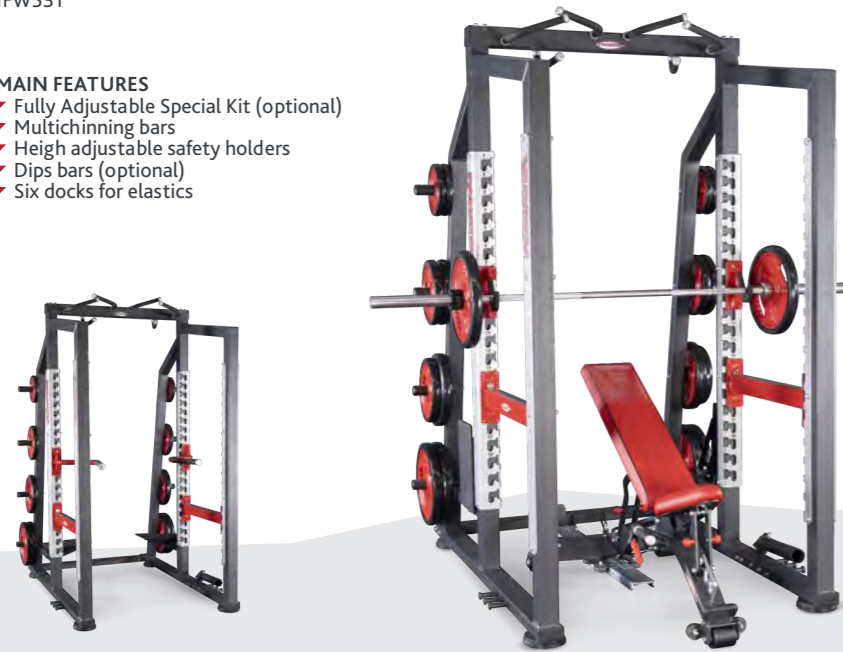 MAIN FEATURES
Fully Adjustable Special Kit (optional)
Multichinning bars
Heigh adjustable safety holders
Dips bars (optional)
Six docks for elastics